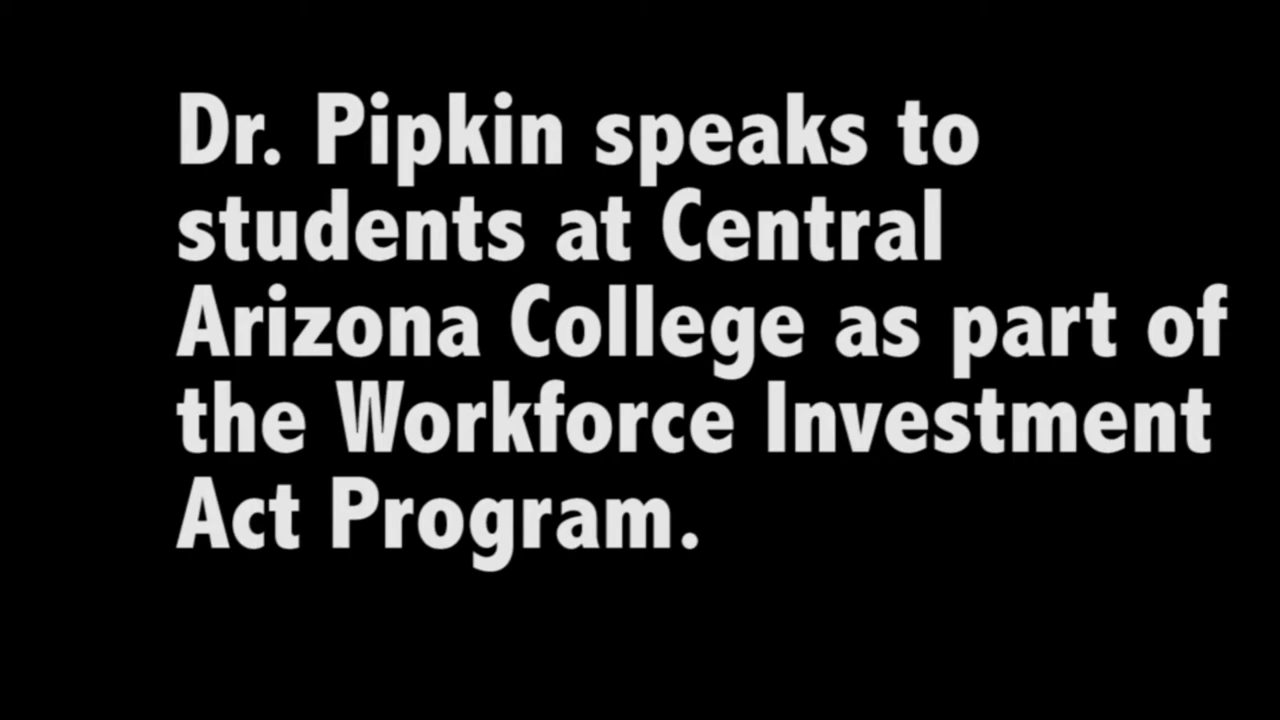 Dr. Pipkin speaks to
students at Central
Arizona College as part of
the Workforce Investment
Act Program.